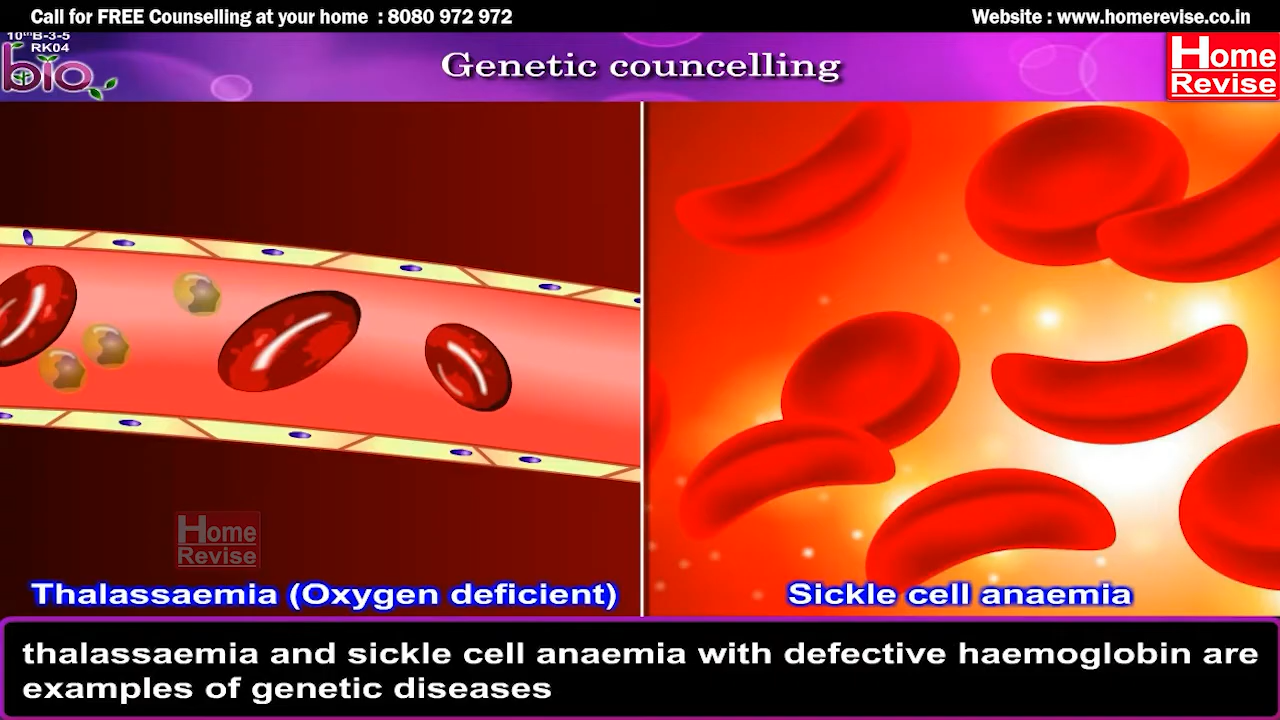 Call for FREE Counselling at your home : 8080 972 972
Website : www.homerevise.co.in
10thB-3-5
RK04
bio
Genetic councelling
Home
Revise
Home
Revise
Thalassaemia (Oxygen deficient)
Sickle cell anaemia
thalassaemia and sickle cell anaemia with defective haemoglobin are
examples of genetic diseases